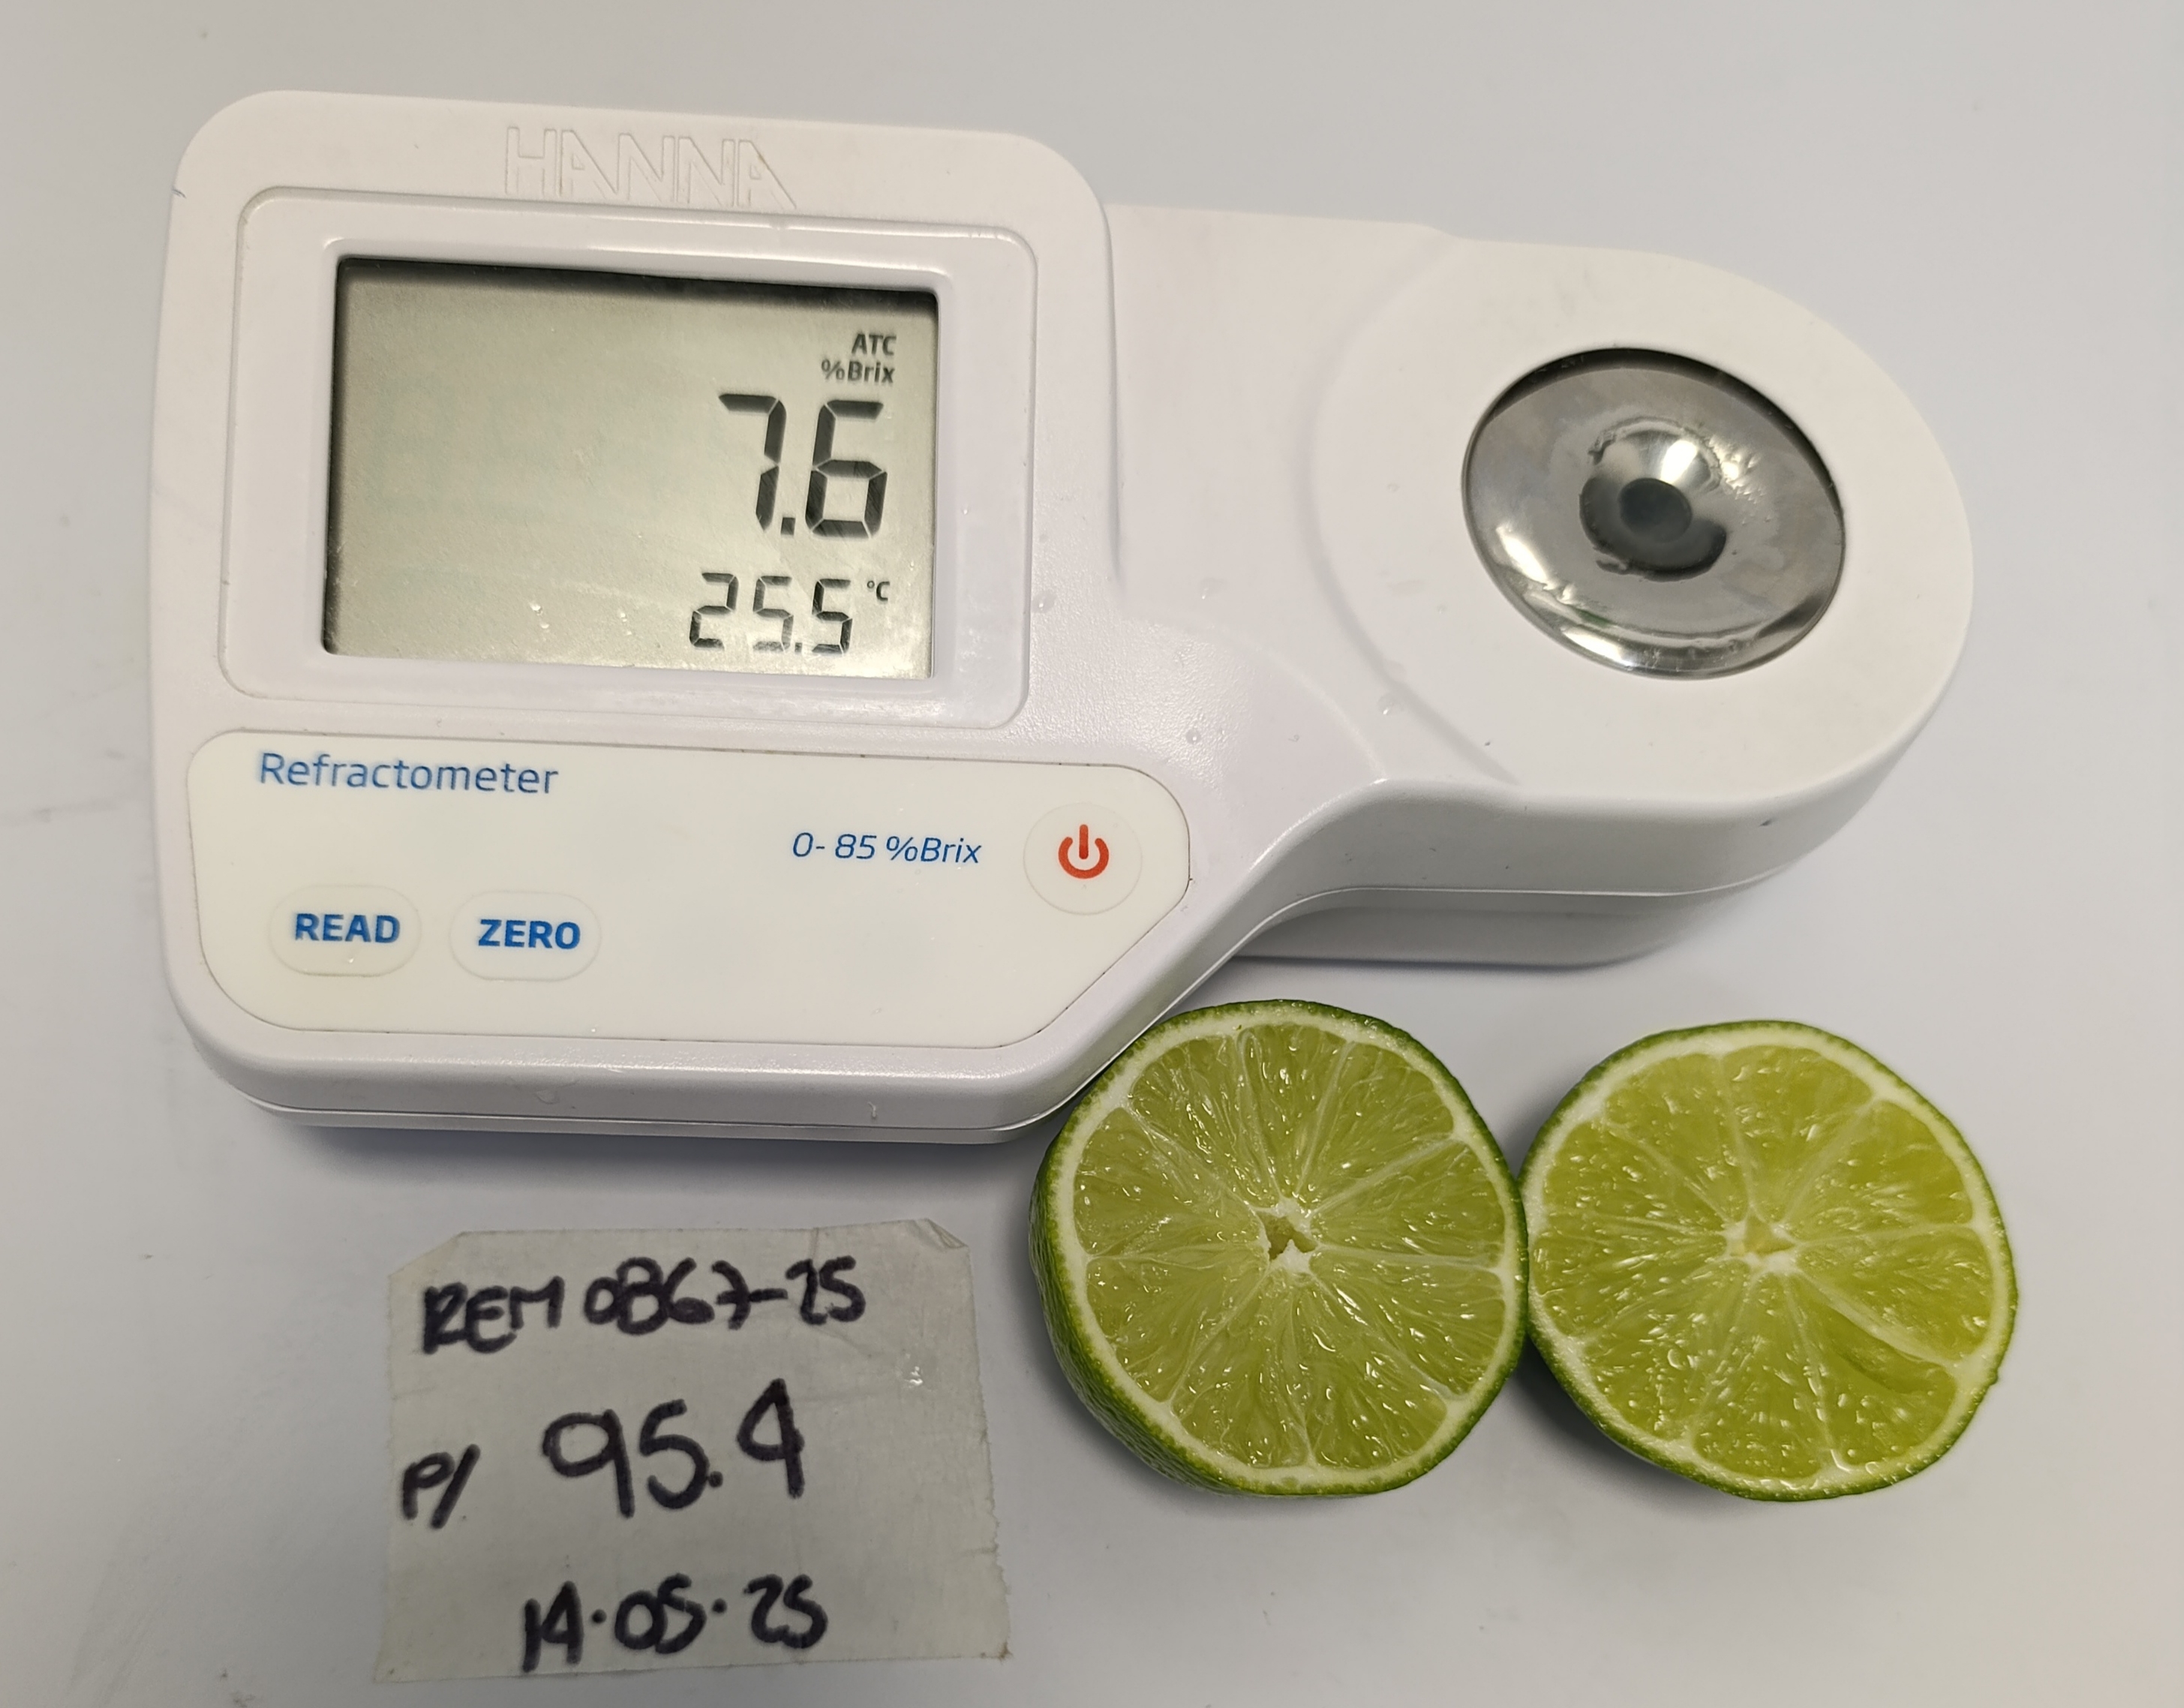 HANNA
ATC
%Brix
7.6
25.5 °C
Refractometer
0-85 %Brix
READ ZERO
REM 0867-25
P/ 95.4
14.05.25